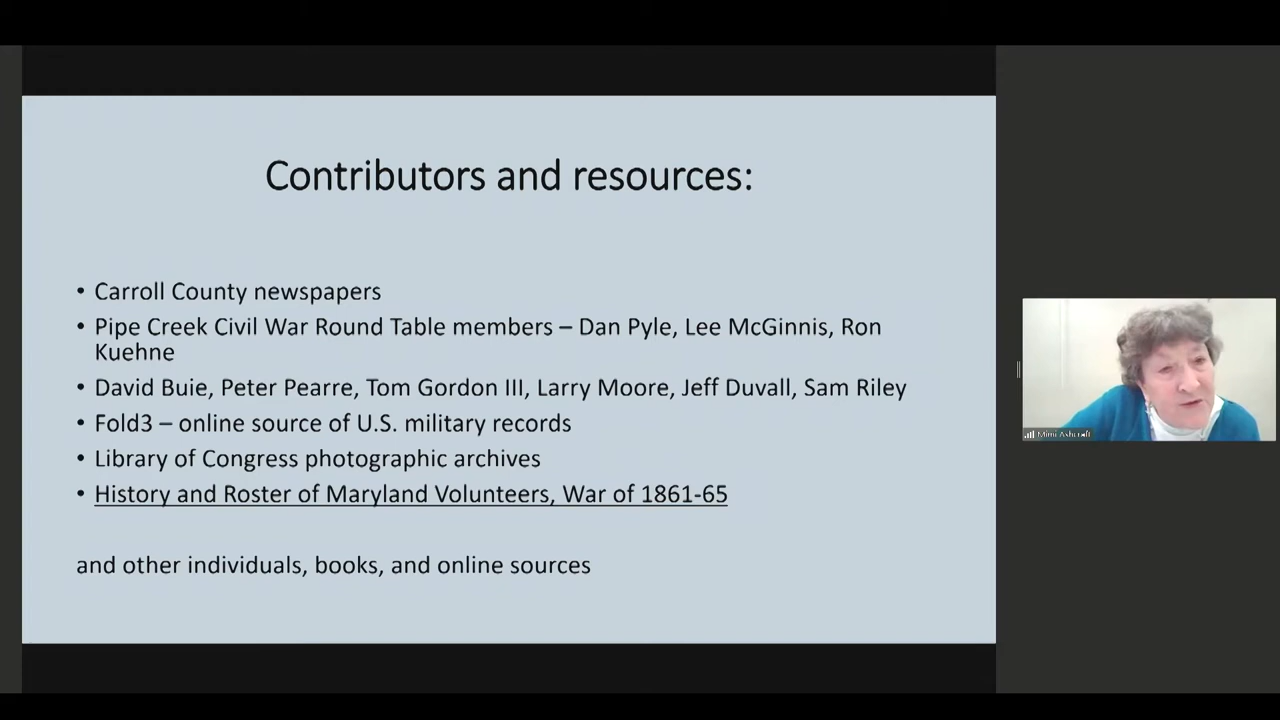 Contributors and resources:
• Carroll County newspapers
• Pipe Creek Civil War Round Table members – Dan Pyle, Lee McGinnis, Ron
Kuehne
• David Buie, Peter Pearre, Tom Gordon III, Larry Moore, Jeff Duvall, Sam Riley
• Fold3 – online source of U.S. military records
• Library of Congress photographic archives
• History and Roster of Maryland Volunteers, War of 1861-65
and other individuals, books, and online sources
Mimi Ashcraft